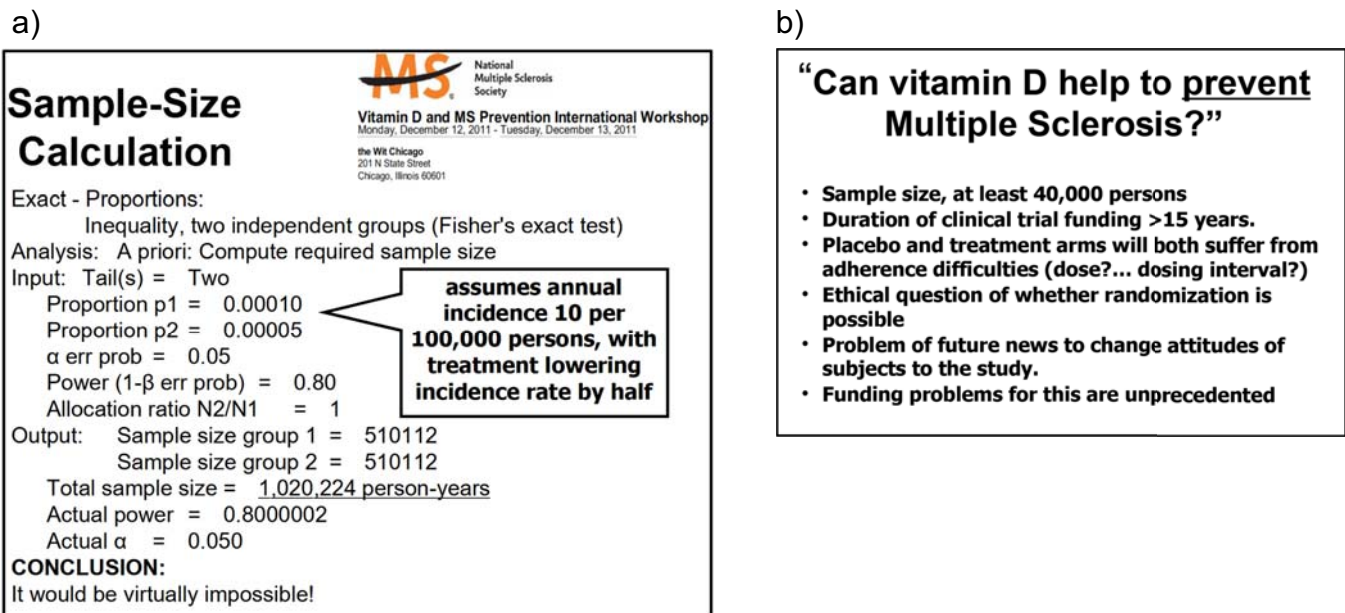 a)
Sample-Size
Calculation
MS
National
Multiple Sclerosis
Society
Vitamin D and MS Prevention International Workshop
Monday, December 12, 2011 - Tuesday, December 13, 2011
the Wit Chicago
201 N State Street
Chicago, Illinois 60601
Exact - Proportions:
Inequality, two independent groups (Fisher's exact test)
Analysis: A priori: Compute required sample size
Input: Tail(s) = Two
Proportion p1 = 0.00010
Proportion p2 = 0.00005
α err prob = 0.05
Power (1-β err prob) = 0.80
Allocation ratio N2/N1 = 1
assumes annual
incidence 10 per
100,000 persons, with
treatment lowering
incidence rate by half
Output: Sample size group 1 = 510112
Sample size group 2 = 510112
Total sample size = 1,020,224 person-years
Actual power = 0.8000002
Actual α = 0.050
CONCLUSION:
It would be virtually impossible!
b)
“Can vitamin D help to prevent
Multiple Sclerosis?”
• Sample size, at least 40,000 persons
• Duration of clinical trial funding >15 years.
• Placebo and treatment arms will both suffer from
adherence difficulties (dose?... dosing interval?)
• Ethical question of whether randomization is
possible
• Problem of future news to change attitudes of
subjects to the study.
• Funding problems for this are unprecedented